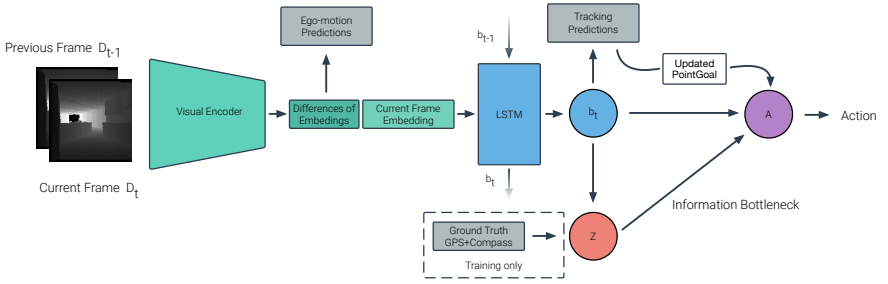 Previous Frame D_t-1
Current Frame D_t
Visual Encoder
Ego-motion
Predictions
Differences of
Embedings
Current Frame
Embedding
b_t-1
LSTM
b_t
Tracking
Predictions
Updated
PointGoal
b_t
A
Action
Information Bottleneck
Ground Truth
GPS+Compass
Training only
Z